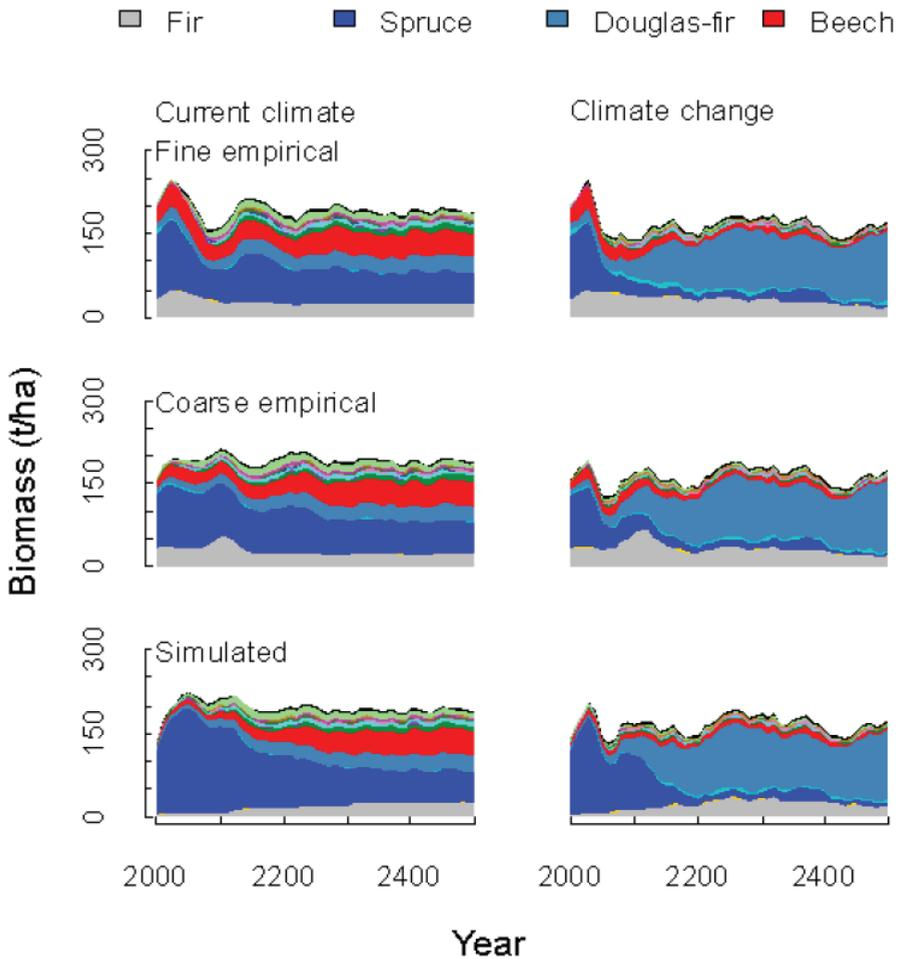 Fir Spruce Douglas-fir Beech
Current climate Climate change
Fine empirical
300
150
0
Coarse empirical
300
150
0
Simulated
300
150
0
Biomass (t/ha)
2000 2200 2400 2000 2200 2400
Year